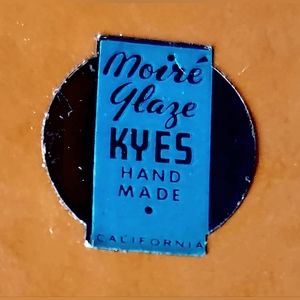 Moiré
Glaze
KYES
HAND
MADE
CALIFORNIA